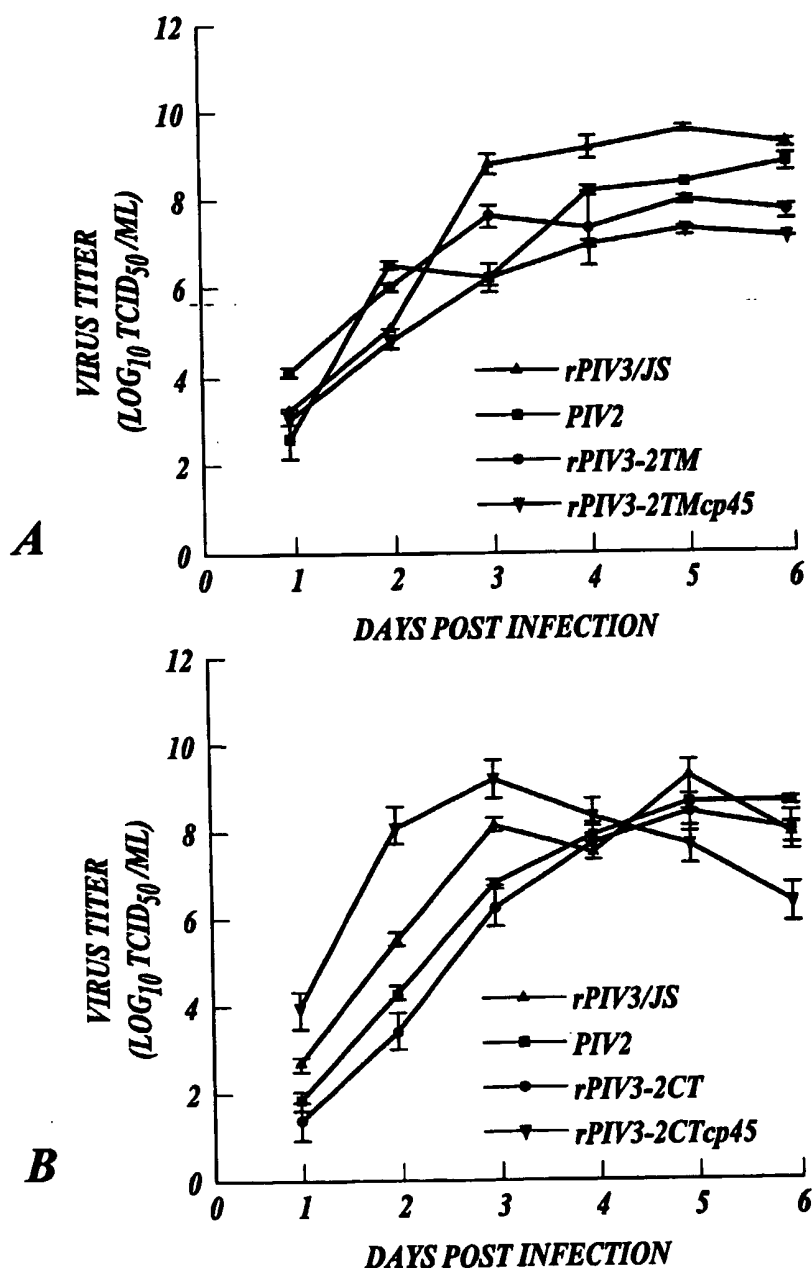 12
10
8
6
4
2
0
VIRUS TITER
(LOG10 TCID50 /ML)
rPIV3/JS
PIV2
rPIV3-2TM
rPIV3-2TMcp45
A
0 1 2 3 4 5 6
DAYS POST INFECTION
12
10
8
6
4
2
0
VIRUS TITER
(LOG10 TCID50 /ML)
rPIV3/JS
PIV2
rPIV3-2CT
rPIV3-2CTcp45
B
0 1 2 3 4 5 6
DAYS POST INFECTION